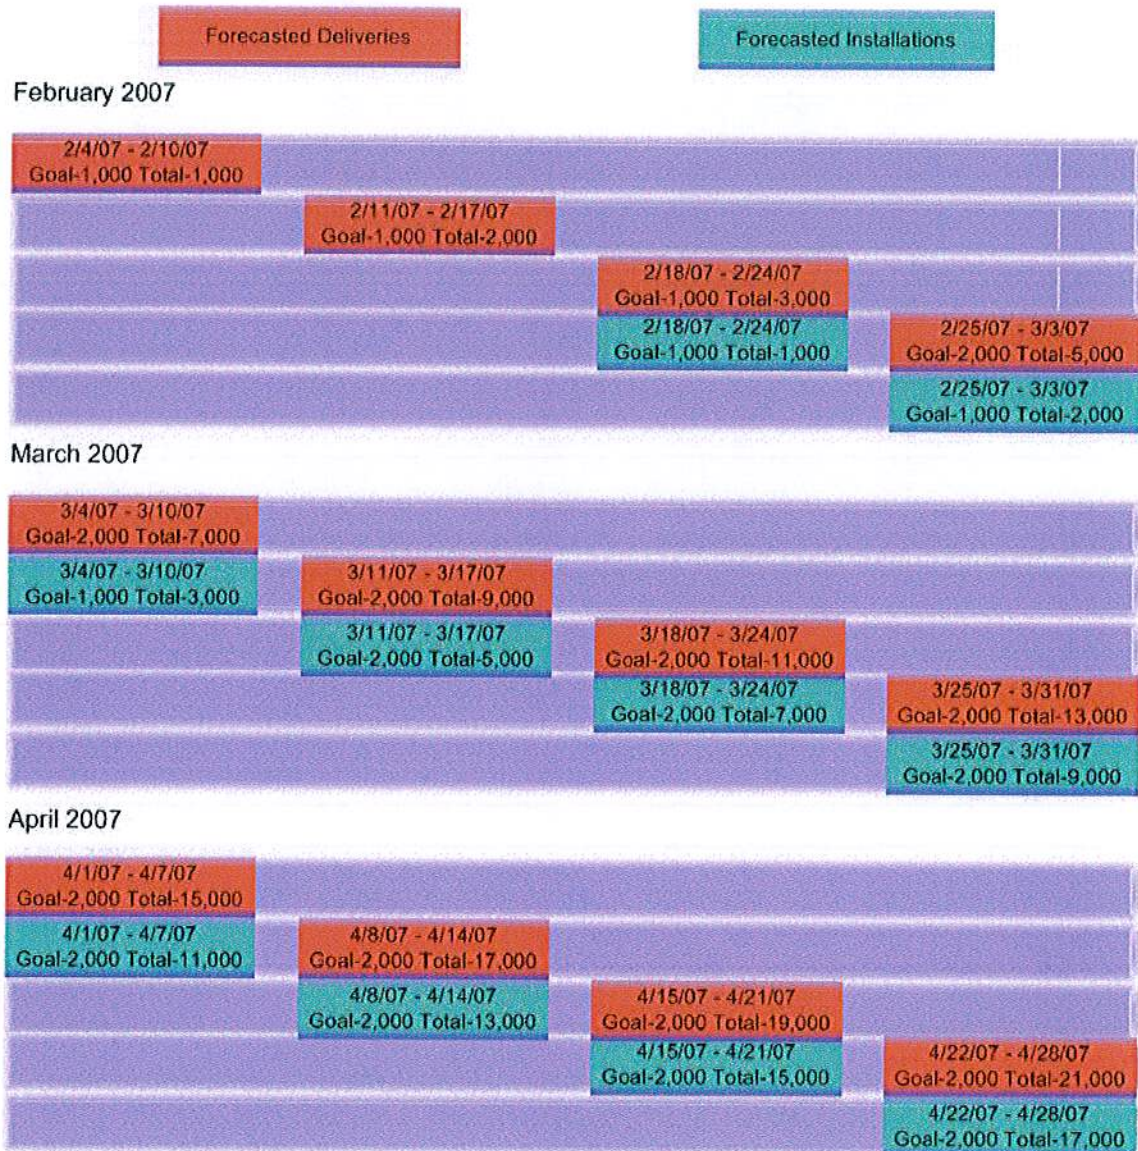 Forecasted Deliveries
Forecasted Installations
February 2007
2/4/07 - 2/10/07
Goal-1,000 Total-1,000
2/11/07 - 2/17/07
Goal-1,000 Total-2,000
2/18/07 - 2/24/07
Goal-1,000 Total-3,000
2/18/07 - 2/24/07
Goal-1,000 Total-1,000
2/25/07 - 3/3/07
Goal-2,000 Total-5,000
2/25/07 - 3/3/07
Goal-1,000 Total-2,000
March 2007
3/4/07 - 3/10/07
Goal-2,000 Total-7,000
3/4/07 - 3/10/07
Goal-1,000 Total-3,000
3/11/07 - 3/17/07
Goal-2,000 Total-9,000
3/11/07 - 3/17/07
Goal-2,000 Total-5,000
3/18/07 - 3/24/07
Goal-2,000 Total-11,000
3/18/07 - 3/24/07
Goal-2,000 Total-7,000
3/25/07 - 3/31/07
Goal-2,000 Total-13,000
3/25/07 - 3/31/07
Goal-2,000 Total-9,000
April 2007
4/1/07 - 4/7/07
Goal-2,000 Total-15,000
4/1/07 - 4/7/07
Goal-2,000 Total-11,000
4/8/07 - 4/14/07
Goal-2,000 Total-17,000
4/8/07 - 4/14/07
Goal-2,000 Total-13,000
4/15/07 - 4/21/07
Goal-2,000 Total-19,000
4/15/07 - 4/21/07
Goal-2,000 Total-15,000
4/22/07 - 4/28/07
Goal-2,000 Total-21,000
4/22/07 - 4/28/07
Goal-2,000 Total-17,000